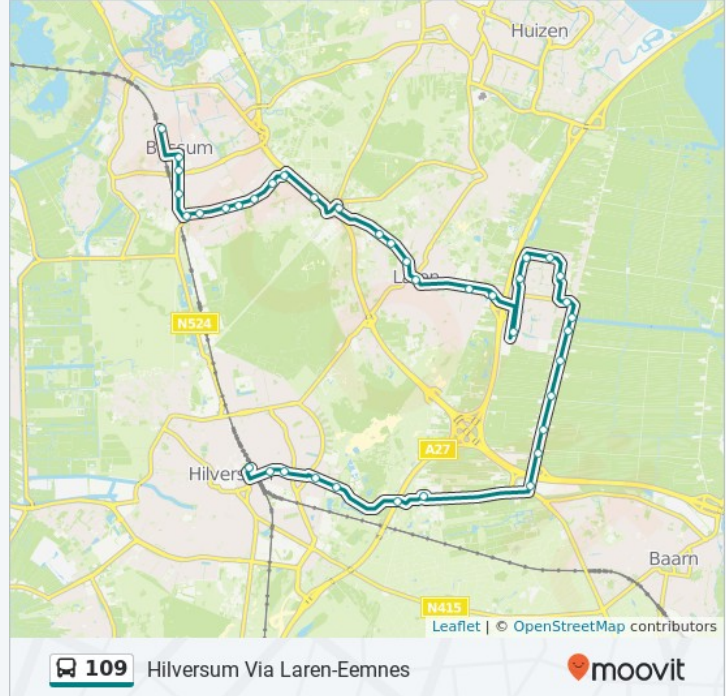 Huizen
Bussum
Laren
N524
A27
Hilversum
Baarn
N415
Leaflet | © OpenStreetMap contributors
109 Hilversum Via Laren-Eemnes moovit